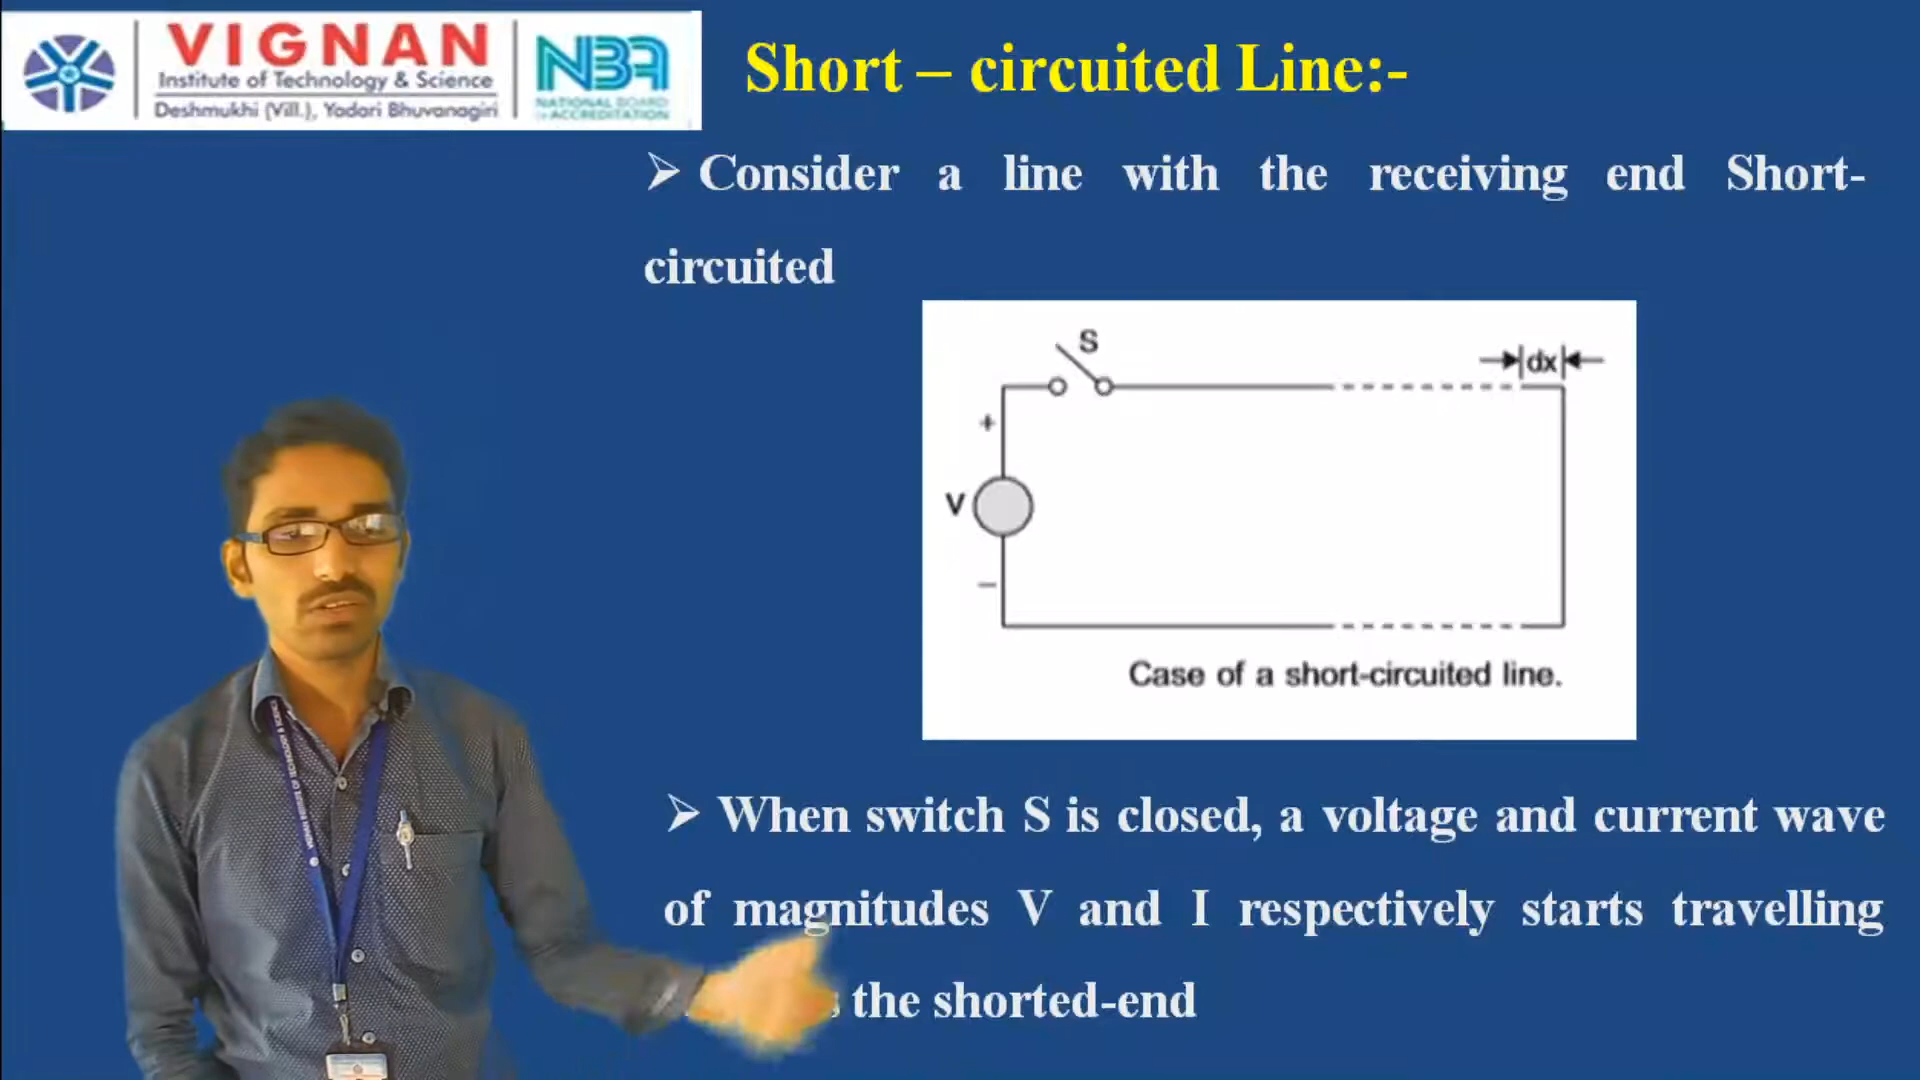 VIGNAN
Institute of Technology & Science
Deshmukhi (Vill.), Yadari Bhuvanagiri
NBA
NATIONAL BOARD
ACCREDITATION
Short – circuited Line:-
➢ Consider a line with the receiving end Short-
circuited
S
dx
+
V
–
Case of a short-circuited line.
➢ When switch S is closed, a voltage and current wave
of magnitudes V and I respectively starts travelling
the shorted-end